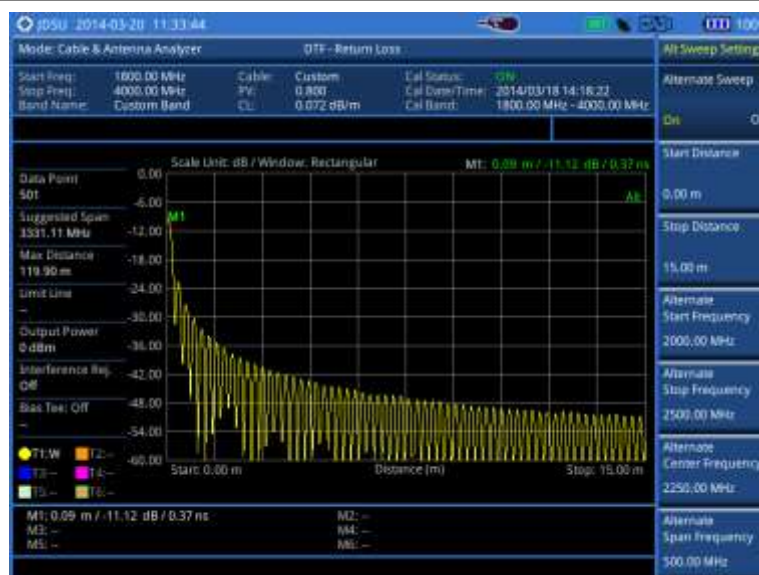 JDSU 2014-03-20 11:33:44
100
Mode: Cable & Antenna Analyzer DTF - Return Loss
Start Freq: 1800.00 MHz Cable: Custom Cal Status: ON
Stop Freq: 4000.00 MHz PV: 0.800 Cal Date/Time: 2014/03/18 14:18:22
Band Name: Custom Band CL: 0.072 dB/m Cal Band: 1800.00 MHz - 4000.00 MHz
Scale Unit: dB / Window: Rectangular M1: 0.09 m / -11.12 dB / 0.37 ns
Alt
M1
0.00
-6.00
-12.00
-18.00
-24.00
-30.00
-36.00
-42.00
-48.00
-54.00
-60.00
Start: 0.00 m Distance (m) Stop: 15.00 m
Data Point
501
Suggested Span
3331.11 MHz
Max Distance
119.90 m
Limit Line
--
Output Power
0 dBm
Interference Rej.
Off
Bias Tee: Off
--
T1:W T2:--
T3:-- T4:--
T5:-- T6:--
M1: 0.09 m / -11.12 dB / 0.37 ns M2: --
M3: -- M4: --
M5: -- M6: --
Alt Sweep Setting
Alternate Sweep
On O
Start Distance
0.00 m
Stop Distance
15.00 m
Alternate
Start Frequency
2000.00 MHz
Alternate
Stop Frequency
2500.00 MHz
Alternate
Center Frequency
2250.00 MHz
Alternate
Span Frequency
500.00 MHz